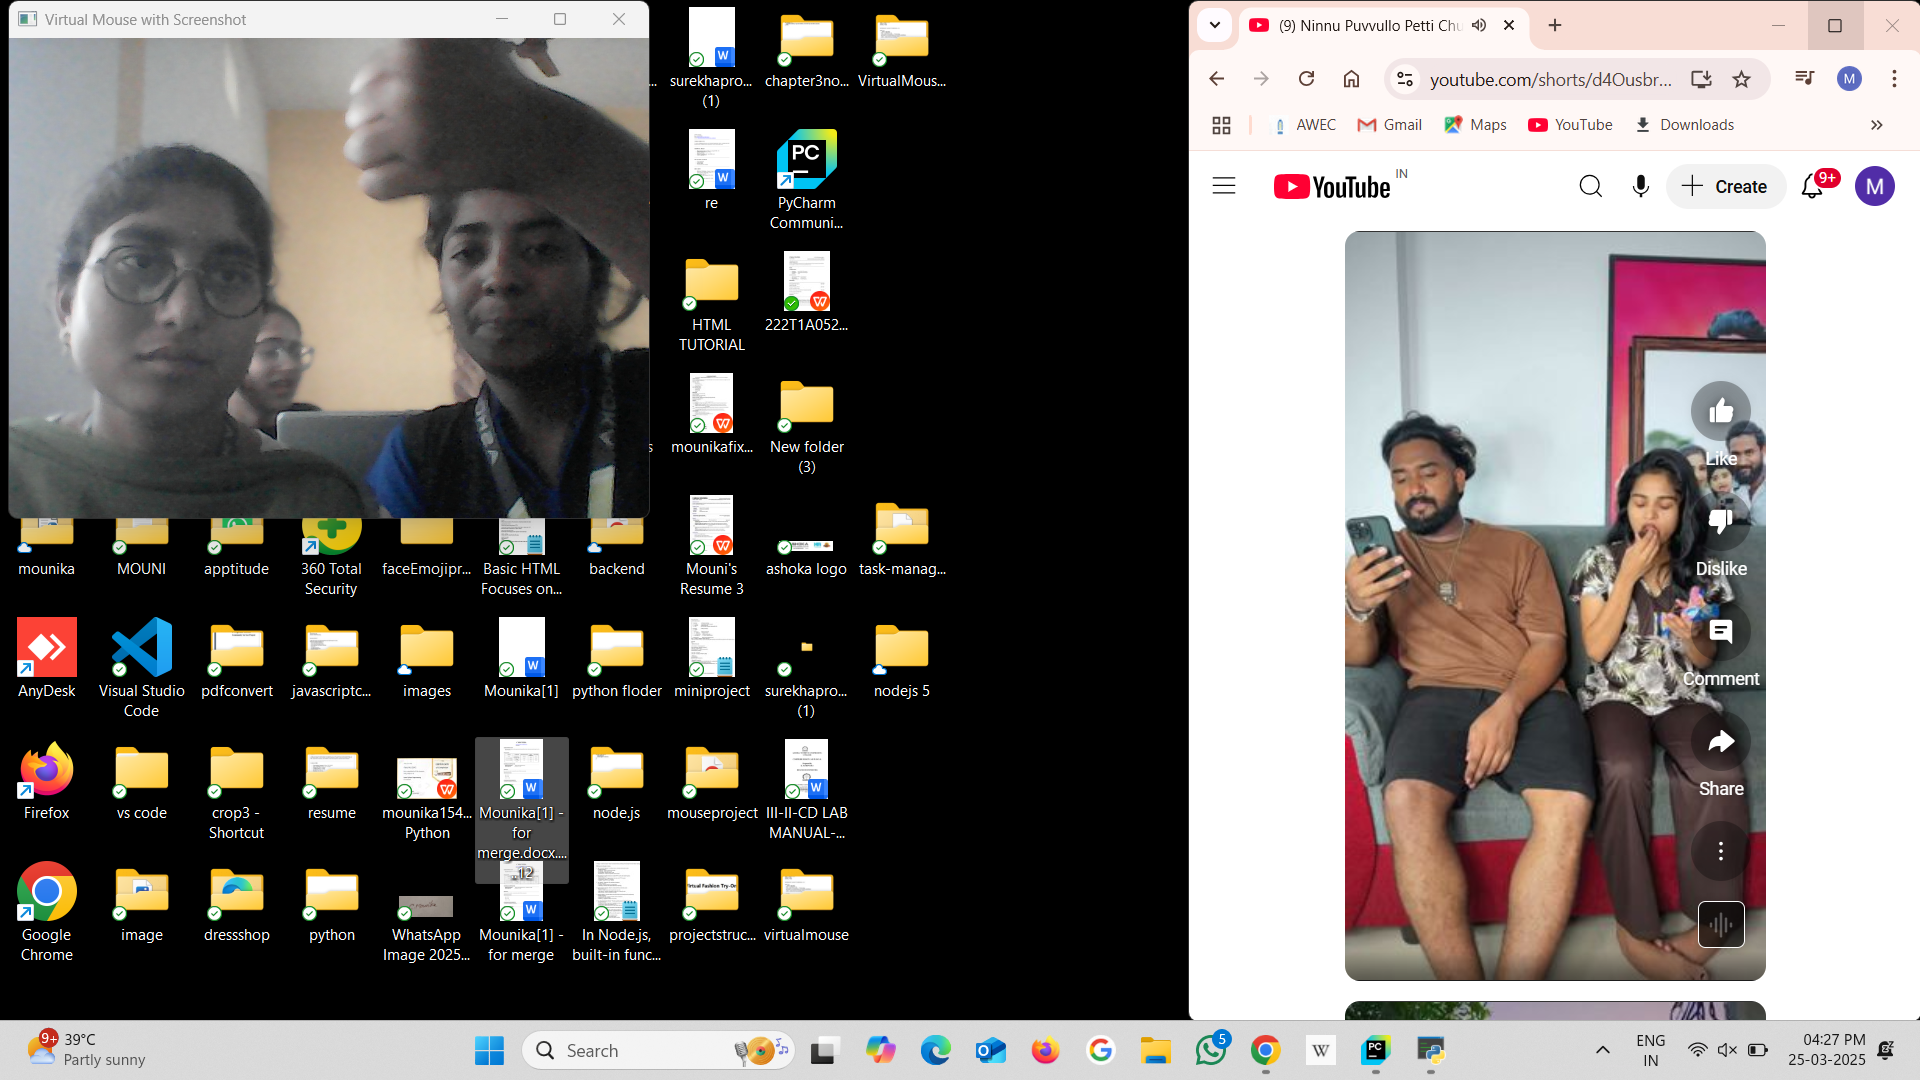 Virtual Mouse with Screenshot
surekhapro...
(1)
chapter3no...
VirtualMous...
re
PyCharm
Communi...
HTML
TUTORIAL
222T1A052...
mounikafix...
New folder
(3)
mounika
MOUNI
apptitude
360 Total
Security
faceEmojipr...
Basic HTML
Focuses on...
backend
Mouni's
Resume 3
ashoka logo
task-manag...
AnyDesk
Visual Studio
Code
pdfconvert
javascriptc...
images
Mounika[1]
python floder
miniproject
surekhapro...
(1)
nodejs 5
Firefox
vs code
crop3 -
Shortcut
resume
mounika154...
Python
Mounika[1] -
for
merge.docx....
12
node.js
mouseproject
III-II-CD LAB
MANUAL-...
Google
Chrome
image
dressshop
python
WhatsApp
Image 2025...
Mounika[1] -
for merge
In Node.js,
built-in func...
projectstruc...
virtualmouse
(9) Ninnu Puvvullo Petti Chu
youtube.com/shorts/d4Ousbr...
M
AWEC
Gmail
Maps
YouTube
Downloads
YouTube IN
Create
9+
M
Like
Dislike
Comment
Share
9+
39°C
Partly sunny
Search
5
ENG
IN
04:27 PM
25-03-2025